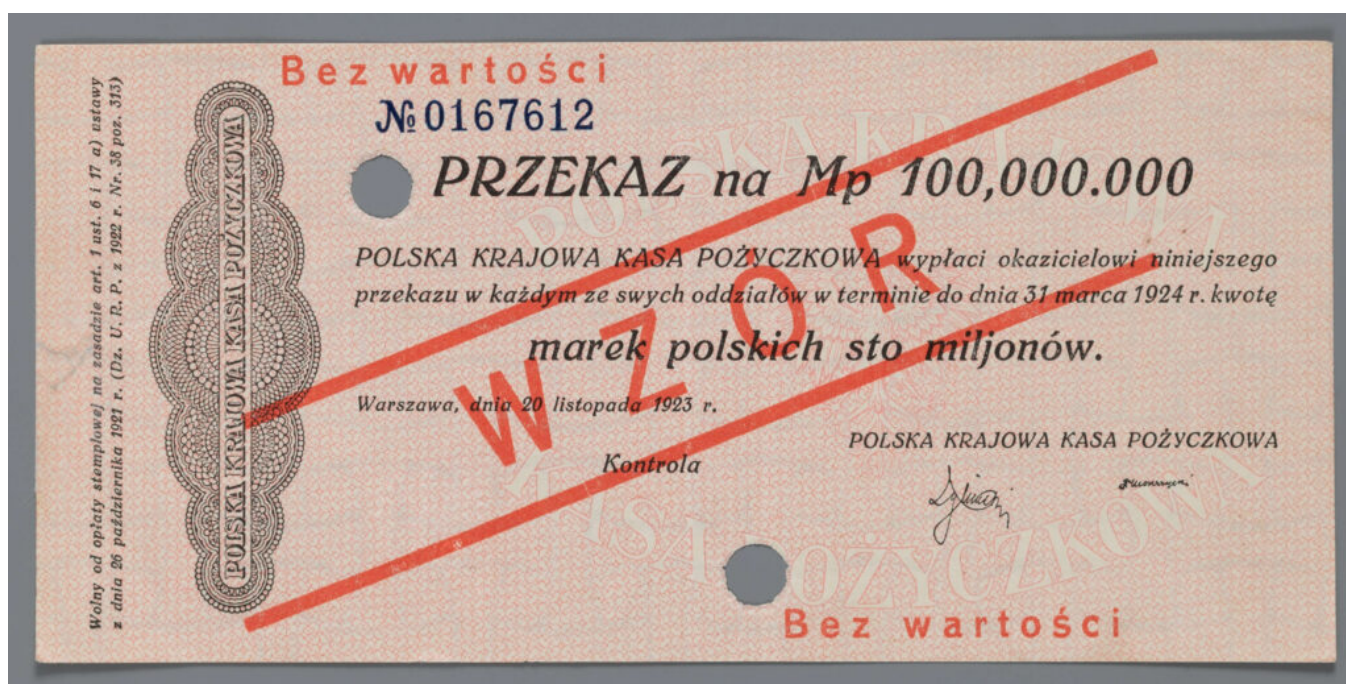 Bez wartości
№ 0167612
PRZEKAZ na Mp 100,000.000
POLSKA KRAJOWA KASA POŻYCZKOWA wypłaci okazicielowi niniejszego
przekazu w każdym ze swych oddziałów w terminie do dnia 31 marca 1924 r. kwotę
marek polskich sto miljonów.
WZÓR
Warszawa, dnia 20 listopada 1923 r.
POLSKA KRAJOWA KASA POŻYCZKOWA
Kontrola
Bez wartości
POLSKA KRAJOWA KASA POŻYCZKOWA
Wolny od opłaty stemplowej na zasadzie art. 1 ust. 6 i 17 a) ustawy
z dnia 26 października 1921 r. (Dz. U. R. P. z 1922 r. Nr. 38 poz. 313)